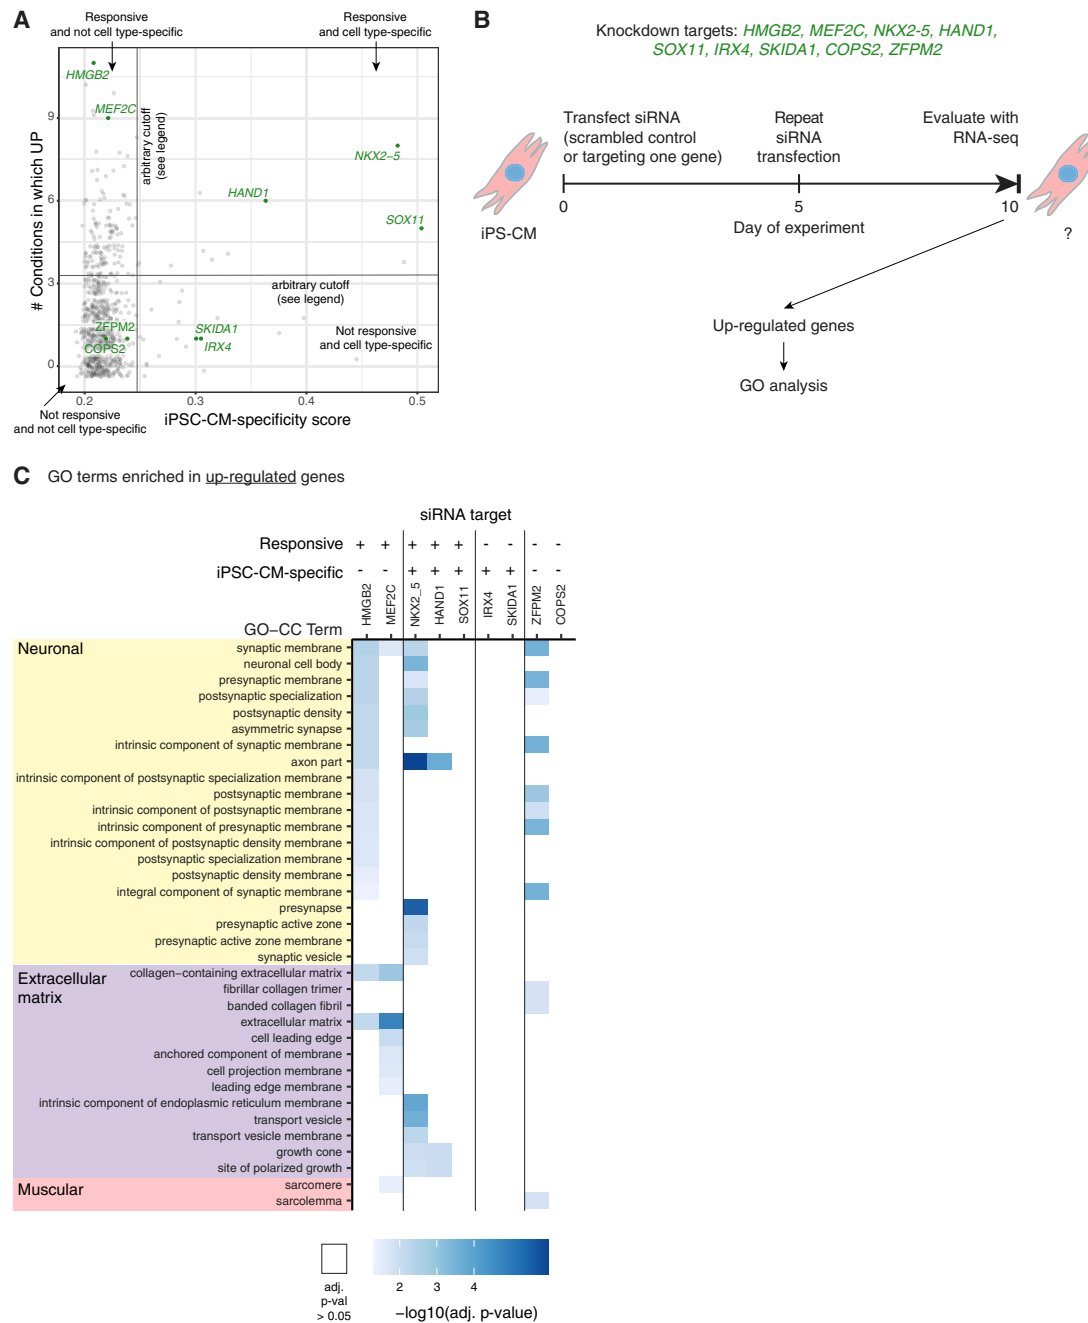 A
Responsive
and not cell type-specific
Responsive
and cell type-specific
# Conditions in which UP
9
6
3
0
0.2
0.3
0.4
0.5
iPSC-CM-specificity score
HMGB2
MEF2C
NKX2-5
HAND1
SOX11
ZFPM2
COPS2
SKIDA1
IRX4
arbitrary cutoff
(see legend)
arbitrary cutoff
(see legend)
Not responsive
and cell type-specific
Not responsive
and not cell type-specific
B
Knockdown targets: HMGB2, MEF2C, NKX2-5, HAND1,
SOX11, IRX4, SKIDA1, COPS2, ZFPM2
Transfect siRNA
(scrambled control
or targeting one gene)
Repeat
siRNA
transfection
Evaluate with
RNA-seq
iPS-CM
0
5
10
Day of experiment
?
Up-regulated genes
GO analysis
C
GO terms enriched in up-regulated genes
siRNA target
Responsive + + + + + - - - -
iPSC-CM-specific - - + + + + + - -
HMGB2
MEF2C
NKX2_5
HAND1
SOX11
IRX4
SKIDA1
ZFPM2
COPS2
GO-CC Term
Neuronal
synaptic membrane
neuronal cell body
presynaptic membrane
postsynaptic specialization
postsynaptic density
asymmetric synapse
intrinsic component of synaptic membrane
axon part
intrinsic component of postsynaptic specialization membrane
postsynaptic membrane
intrinsic component of postsynaptic membrane
intrinsic component of presynaptic membrane
intrinsic component of postsynaptic density membrane
postsynaptic specialization membrane
postsynaptic density membrane
integral component of synaptic membrane
presynapse
presynaptic active zone
presynaptic active zone membrane
synaptic vesicle
Extracellular
matrix
collagen-containing extracellular matrix
fibrillar collagen trimer
banded collagen fibril
extracellular matrix
cell leading edge
anchored component of membrane
cell projection membrane
leading edge membrane
intrinsic component of endoplasmic reticulum membrane
transport vesicle
transport vesicle membrane
growth cone
site of polarized growth
Muscular
sarcomere
sarcolemma
adj.
p-val
> 0.05
2
3
4
−log10(adj. p-value)